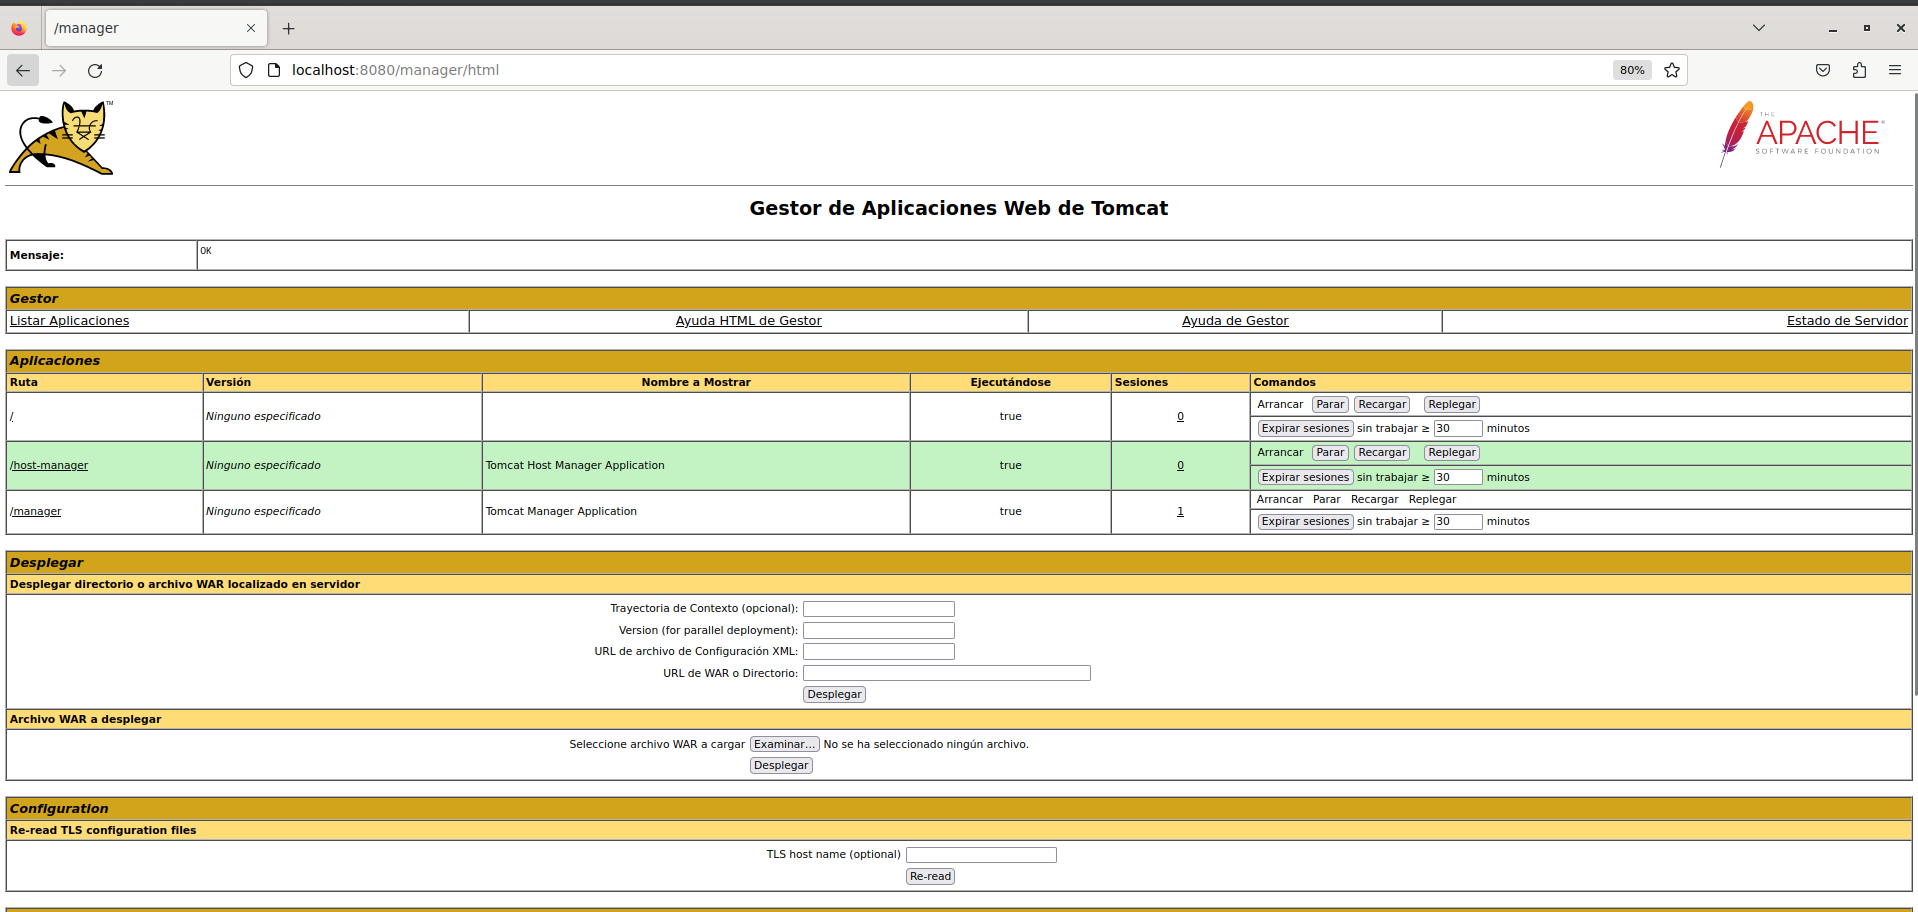 /manager
localhost:8080/manager/html
80%
TM
THE
APACHE
SOFTWARE FOUNDATION
Gestor de Aplicaciones Web de Tomcat
Mensaje: OK
Gestor
Listar Aplicaciones Ayuda HTML de Gestor Ayuda de Gestor Estado de Servidor
Aplicaciones
Ruta Versión Nombre a Mostrar Ejecutándose Sesiones Comandos
/ Ninguno especificado true 0 Arrancar Parar Recargar Replegar
Expirar sesiones sin trabajar ≥ 30 minutos
/host-manager Ninguno especificado Tomcat Host Manager Application true 0 Arrancar Parar Recargar Replegar
Expirar sesiones sin trabajar ≥ 30 minutos
/manager Ninguno especificado Tomcat Manager Application true 1 Arrancar Parar Recargar Replegar
Expirar sesiones sin trabajar ≥ 30 minutos
Desplegar
Desplegar directorio o archivo WAR localizado en servidor
Trayectoria de Contexto (opcional):
Version (for parallel deployment):
URL de archivo de Configuración XML:
URL de WAR o Directorio:
Desplegar
Archivo WAR a desplegar
Seleccione archivo WAR a cargar Examinar... No se ha seleccionado ningún archivo.
Desplegar
Configuration
Re-read TLS configuration files
TLS host name (optional)
Re-read